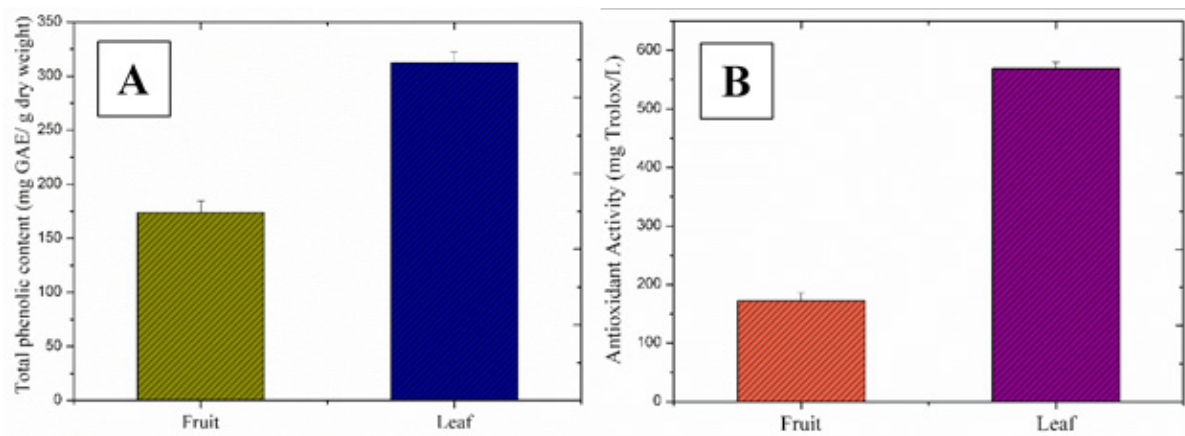 A
Total phenolic content (mg GAE/ g dry weight)
350
300
250
200
150
100
50
0
Fruit
Leaf
B
Antioxidant Activity (mg Trolox/L)
600
500
400
300
200
100
0
Fruit
Leaf